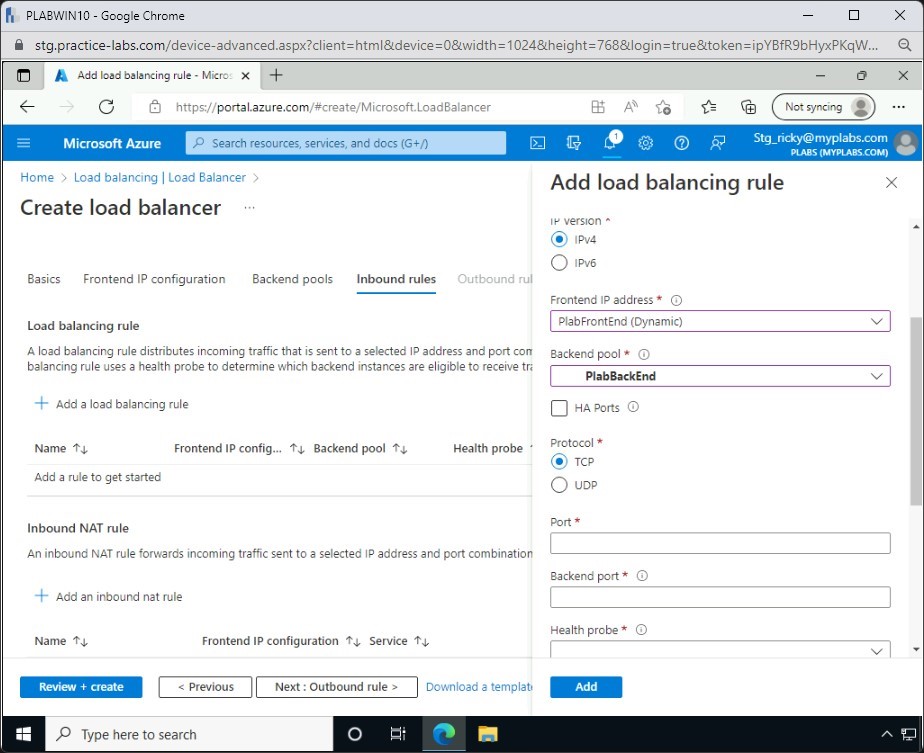 PLABWIN10 - Google Chrome
stg.practice-labs.com/device-advanced.aspx?client=html&device=0&width=1024&height=768&login=true&token=ipYBfR9bHyxPKqW...
Add load balancing rule - Micros
https://portal.azure.com/#create/Microsoft.LoadBalancer
Not syncing
Microsoft Azure
Search resources, services, and docs (G+/)
1
Stg_ricky@myplabs.com
PLABS (MYPLABS.COM)
Home > Load balancing | Load Balancer >
Create load balancer ...
Basics Frontend IP configuration Backend pools Inbound rules Outbound rul
Load balancing rule
A load balancing rule distributes incoming traffic that is sent to a selected IP address and port com
balancing rule uses a health probe to determine which backend instances are eligible to receive tra
+ Add a load balancing rule
Name ↑↓ Frontend IP config... ↑↓ Backend pool ↑↓ Health probe ↑
Add a rule to get started
Inbound NAT rule
An inbound NAT rule forwards incoming traffic sent to a selected IP address and port combination
+ Add an inbound nat rule
Name ↑↓ Frontend IP configuration ↑↓ Service ↑↓
Review + create
< Previous
Next : Outbound rule >
Download a template
Add load balancing rule
IP Version *
IPv4
IPv6
Frontend IP address *
PlabFrontEnd (Dynamic)
Backend pool *
PlabBackEnd
HA Ports
Protocol *
TCP
UDP
Port *
Backend port *
Health probe *
Add
Type here to search